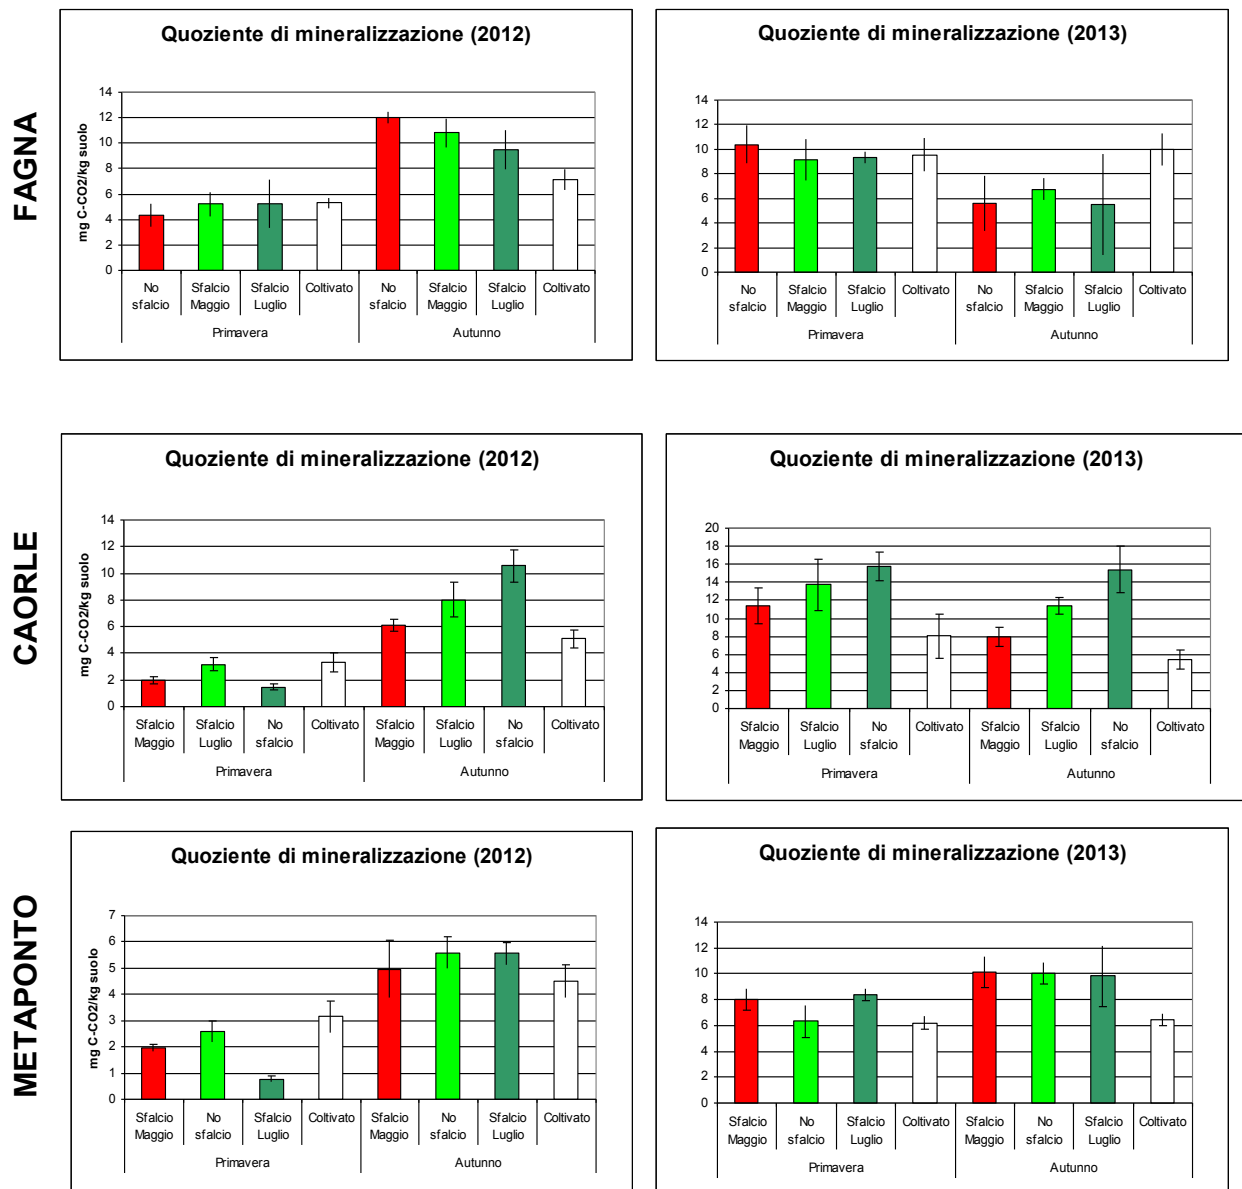 FAGNA
Quoziente di mineralizzazione (2012)
mg C-CO2/kg suolo
14
12
10
8
6
4
2
0
No Sfalcio Sfalcio Coltivato No Sfalcio Sfalcio Coltivato
sfalcio Maggio Luglio sfalcio Maggio Luglio
Primavera Autunno
Quoziente di mineralizzazione (2013)
14
12
10
8
6
4
2
0
No Sfalcio Sfalcio Coltivato No Sfalcio Sfalcio Coltivato
sfalcio Maggio Luglio sfalcio Maggio Luglio
Primavera Autunno
CAORLE
Quoziente di mineralizzazione (2012)
mg C-CO2/kg suolo
14
12
10
8
6
4
2
0
Sfalcio Sfalcio No Coltivato Sfalcio Sfalcio No Coltivato
Maggio Luglio sfalcio Maggio Luglio sfalcio
Primavera Autunno
Quoziente di mineralizzazione (2013)
20
18
16
14
12
10
8
6
4
2
0
Sfalcio Sfalcio No Coltivato Sfalcio Sfalcio No Coltivato
Maggio Luglio sfalcio Maggio Luglio sfalcio
Primavera Autunno
METAPONTO
Quoziente di mineralizzazione (2012)
mg C-CO2/kg suolo
7
6
5
4
3
2
1
0
Sfalcio No Sfalcio Coltivato Sfalcio No Sfalcio Coltivato
Maggio sfalcio Luglio Maggio sfalcio Luglio
Primavera Autunno
Quoziente di mineralizzazione (2013)
14
12
10
8
6
4
2
0
Sfalcio No Sfalcio Coltivato Sfalcio No Sfalcio Coltivato
Maggio sfalcio Luglio Maggio sfalcio Luglio
Primavera Autunno